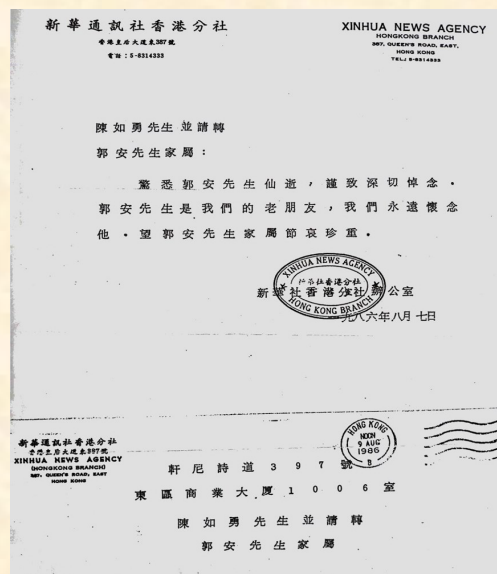 新華通訊社香港分社
香港皇后大道東387號
電話：5-8314333
XINHUA NEWS AGENCY
HONGKONG BRANCH
387, QUEEN'S ROAD, EAST,
HONG KONG
TEL.: 5-8314333
陳如勇先生並請轉
郭安先生家屬：
驚悉郭安先生仙逝，謹致深切悼念。
郭安先生是我們的老朋友，我們永遠懷念
他。望郭安先生家屬節哀珍重。
XINHUA NEWS AGENCY
HONG KONG BRANCH
新華社香港分社辦公室
一九八六年八月七日
新華通訊社香港分社
香港皇后大道東387號
XINHUA NEWS AGENCY
(HONGKONG BRANCH)
387, QUEEN'S ROAD, EAST
HONG KONG
HONG KONG
NOON
9 AUG
1986
B
軒尼詩道397號
東區商業大厦1006室
陳如勇先生並請轉
郭安先生家屬